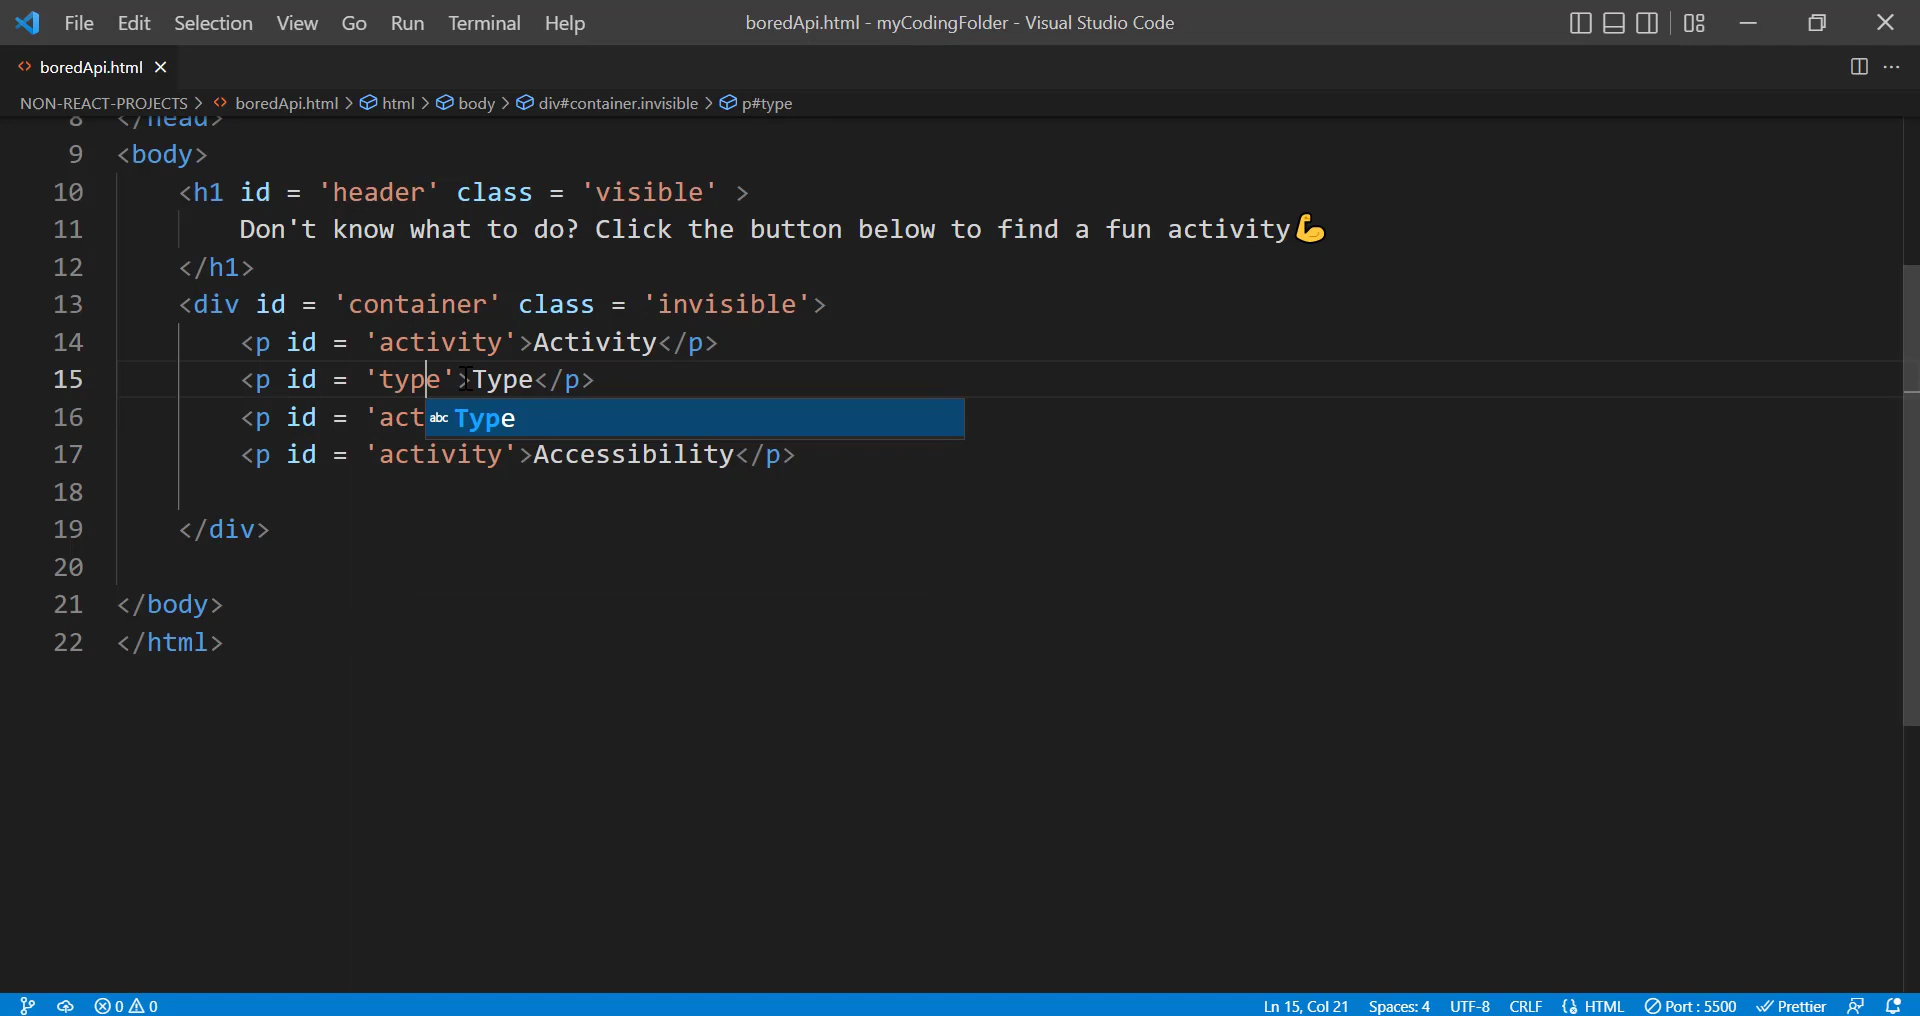 File Edit Selection View Go Run Terminal Help boredApi.html - myCodingFolder - Visual Studio Code
boredApi.html
NON-REACT-PROJECTS > boredApi.html > html > body > div#container.invisible > p#type
8 </head>
9 <body>
10 <h1 id = 'header' class = 'visible' >
11 Don't know what to do? Click the button below to find a fun activity💪
12 </h1>
13 <div id = 'container' class = 'invisible'>
14 <p id = 'activity'>Activity</p>
15 <p id = 'type'>Type</p>
16 <p id = 'act
abc Type
17 <p id = 'activity'>Accessibility</p>
18
19 </div>
20
21 </body>
22 </html>
0 0 Ln 15, Col 21 Spaces: 4 UTF-8 CRLF HTML Port : 5500 Prettier